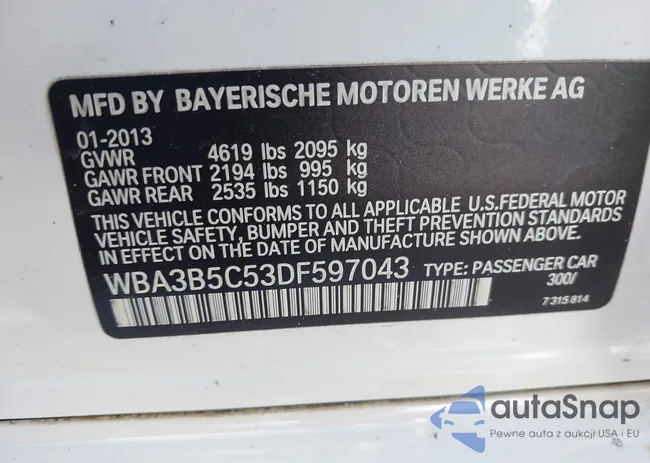 MFD BY BAYERISCHE MOTOREN WERKE AG
01-2013
GVWR 4619 lbs 2095 kg
GAWR FRONT 2194 lbs 995 kg
GAWR REAR 2535 lbs 1150 kg
THIS VEHICLE CONFORMS TO ALL APPLICABLE U.S.FEDERAL MOTOR
VEHICLE SAFETY, BUMPER AND THEFT PREVENTION STANDARDS
IN EFFECT ON THE DATE OF MANUFACTURE SHOWN ABOVE.
WBA3B5C53DF597043 TYPE: PASSENGER CAR
300/
7 315 814
autaSnap
Pewne auta z aukcji USA i EU